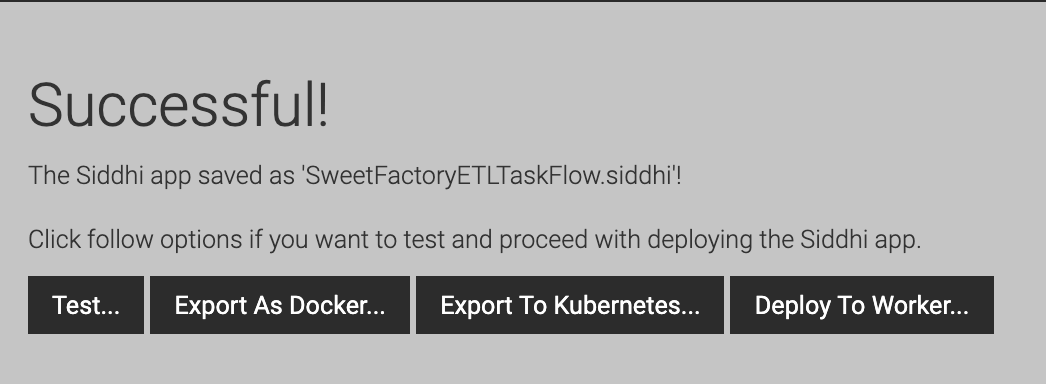 Successful!
The Siddhi app saved as 'SweetFactoryETLTaskFlow.siddhi'!
Click follow options if you want to test and proceed with deploying the Siddhi app.
Test... Export As Docker... Export To Kubernetes... Deploy To Worker...